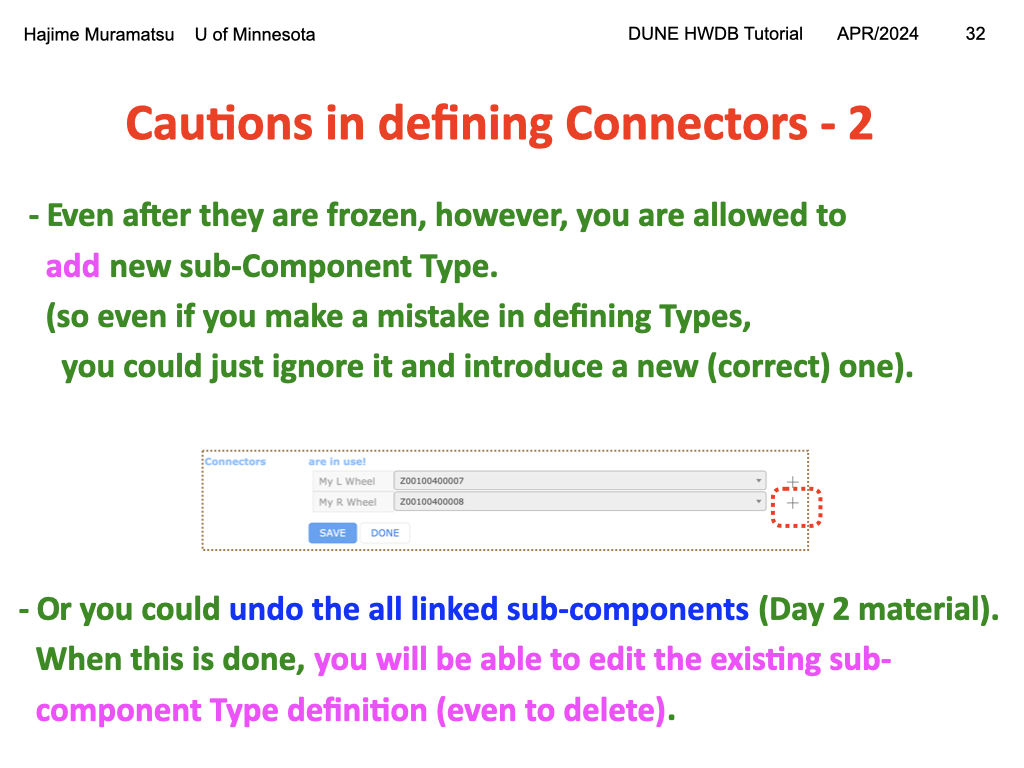 Hajime Muramatsu U of Minnesota DUNE HWDB Tutorial APR/2024 32
Cautions in defining Connectors - 2
- Even after they are frozen, however, you are allowed to
add new sub-Component Type.
(so even if you make a mistake in defining Types,
you could just ignore it and introduce a new (correct) one).
Connectors are in use!
My L Wheel Z00100400007 +
My R Wheel Z00100400008 +
SAVE DONE
- Or you could undo the all linked sub-components (Day 2 material).
When this is done, you will be able to edit the existing sub-
component Type definition (even to delete).